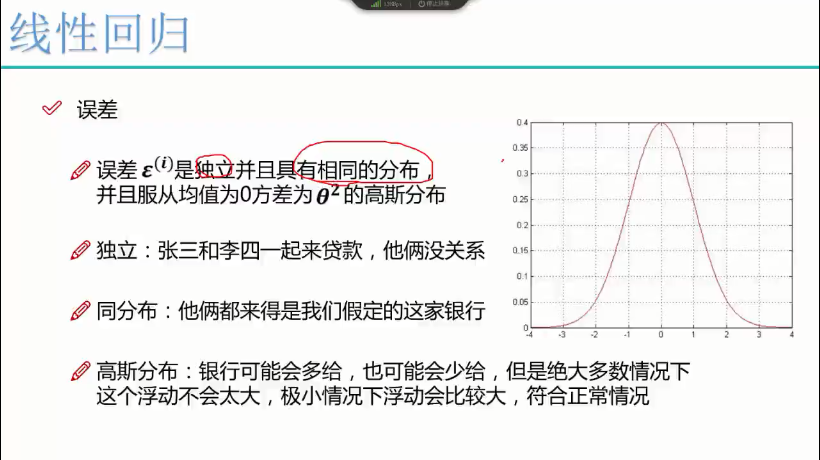 线性回归
误差
误差 ε⁽ⁱ⁾是独立并且具有相同的分布，
并且服从均值为0方差为 θ² 的高斯分布
独立：张三和李四一起来贷款，他俩没关系
同分布：他俩都来得是我们假定的这家银行
高斯分布：银行可能会多给，也可能会少给，但是绝大多数情况下
这个浮动不会太大，极小情况下浮动会比较大，符合正常情况
0.4
0.35
0.3
0.25
0.2
0.15
0.1
0.05
0
-4 -3 -2 -1 0 1 2 3 4